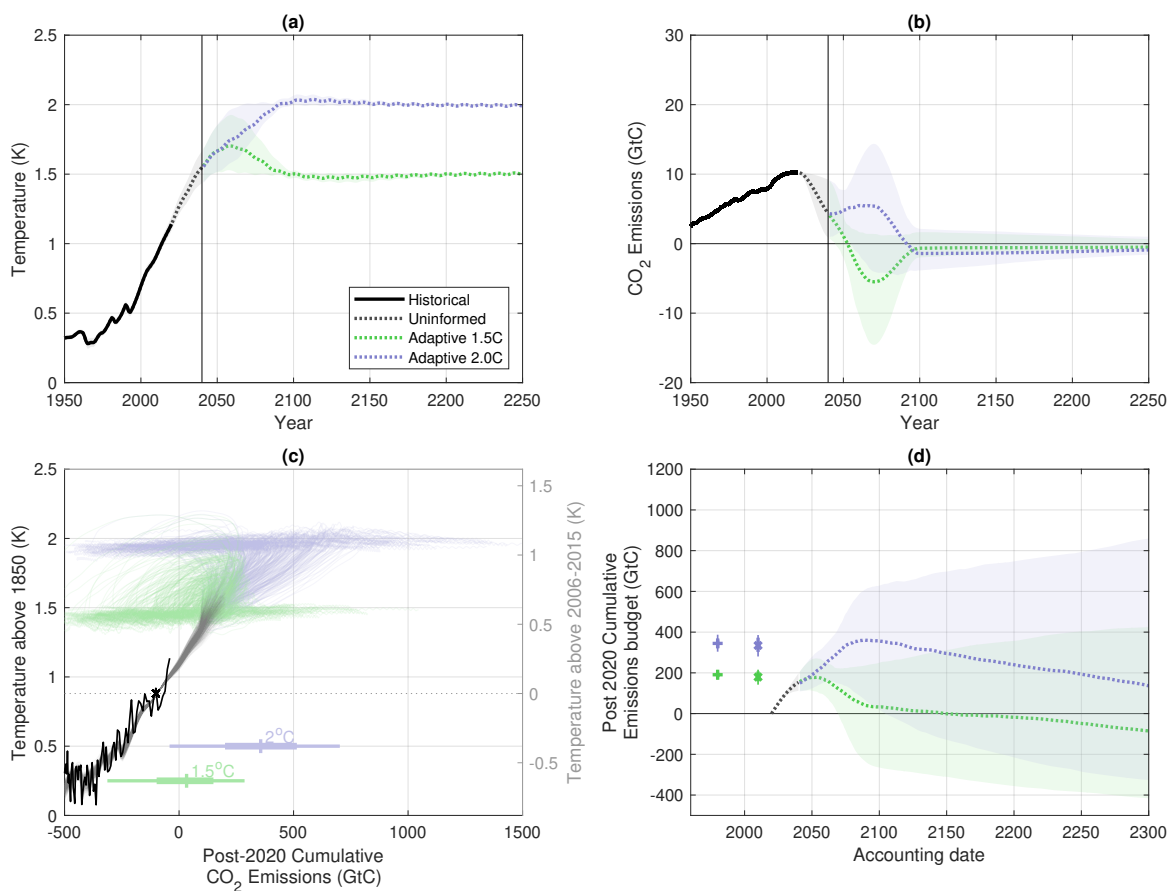 (a)
2.5
2
1.5
1
0.5
0
Temperature (K)
1950 2000 2050 2100 2150 2200 2250
Year
Historical
Uninformed
Adaptive 1.5C
Adaptive 2.0C
(b)
30
20
10
0
-10
-20
CO2 Emissions (GtC)
1950 2000 2050 2100 2150 2200 2250
Year
(c)
2.5
2
1.5
1
0.5
0
Temperature above 1850 (K)
1.5
1
0.5
0
-0.5
Temperature above 2006-2015 (K)
2°C
1.5°C
-500 0 500 1000 1500
Post-2020 Cumulative
CO2 Emissions (GtC)
(d)
1200
1000
800
600
400
200
0
-200
-400
Post 2020 Cumulative
Emissions budget (GtC)
2000 2050 2100 2150 2200 2250 2300
Accounting date